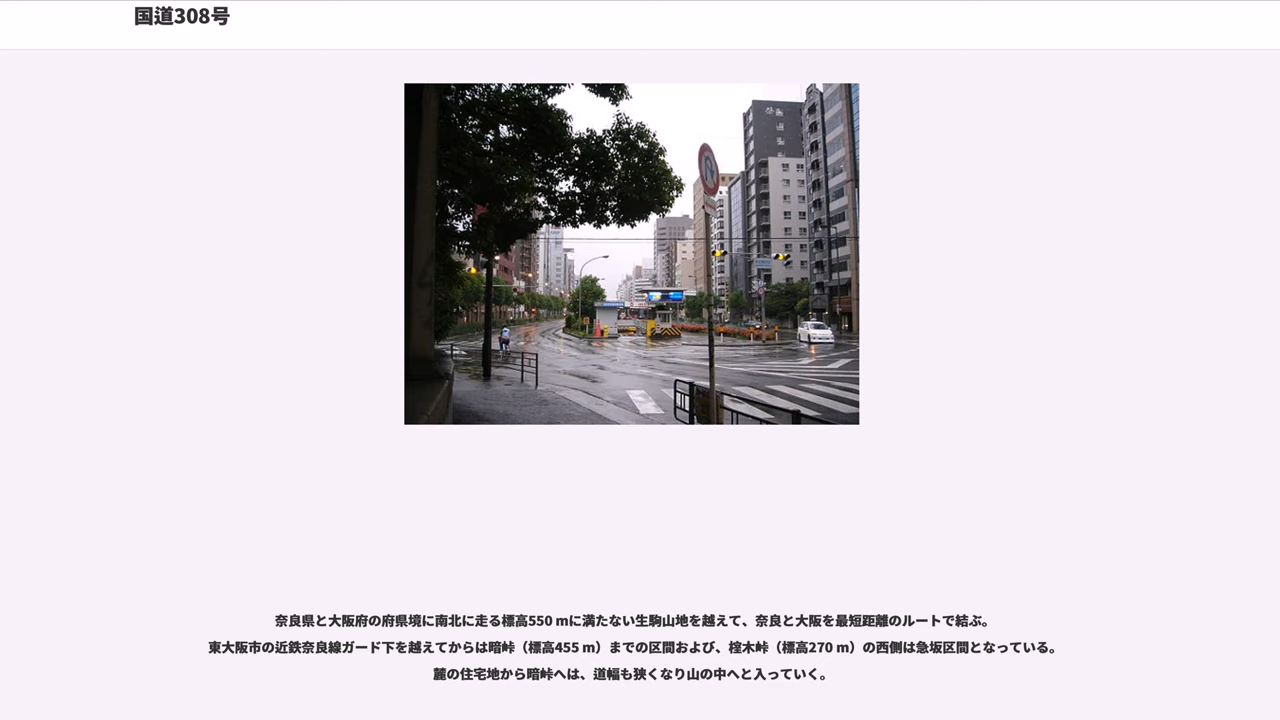 国道308号
奈良県と大阪府の府県境に南北に走る標高550 mに満たない生駒山地を越えて、奈良と大阪を最短距離のルートで結ぶ。
東大阪市の近鉄奈良線ガード下を越えてからは暗峠（標高455 m）までの区間および、榁木峠（標高270 m）の西側は急坂区間となっている。
麓の住宅地から暗峠へは、道幅も狭くなり山の中へと入っていく。